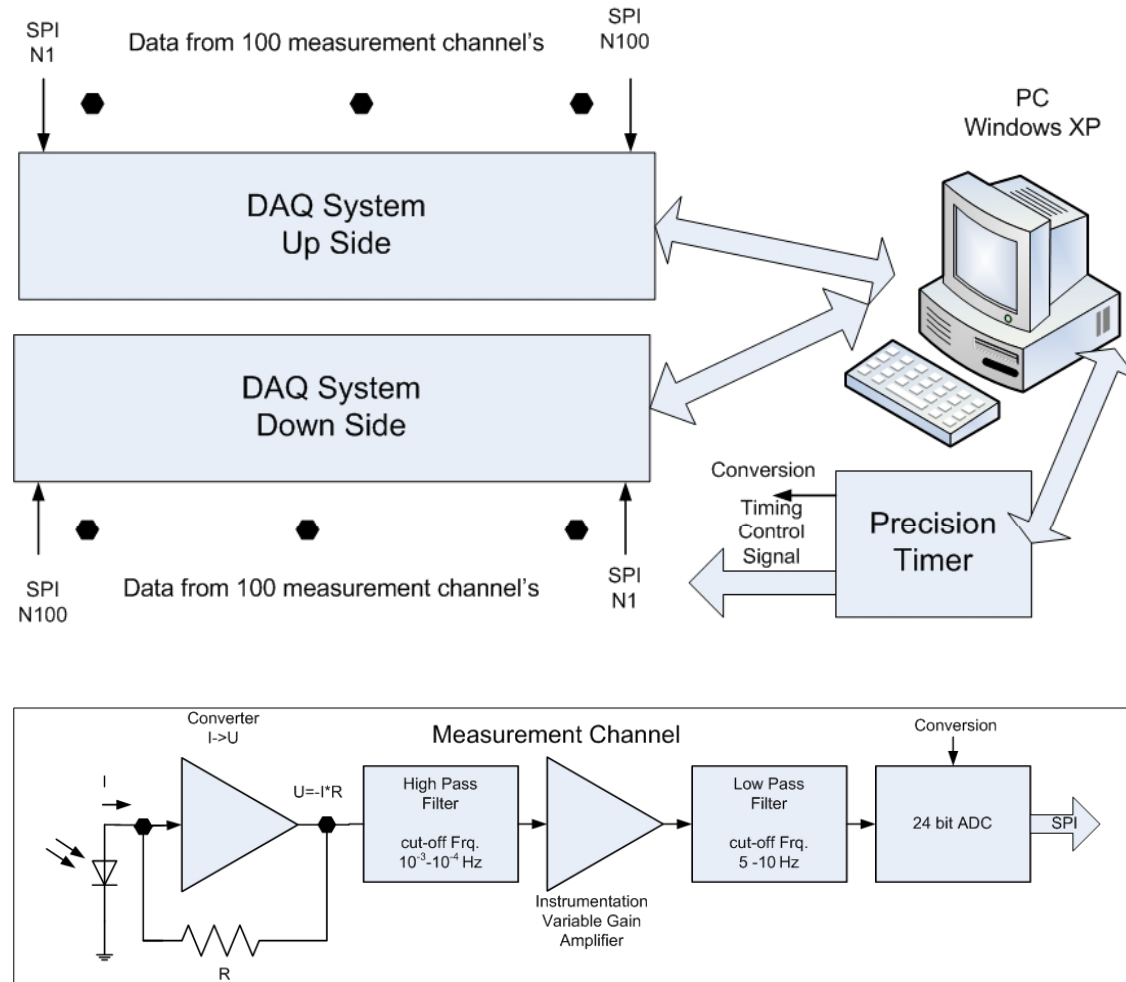 SPI
N1
Data from 100 measurement channel's
SPI
N100
PC
Windows XP
DAQ System
Up Side
DAQ System
Down Side
Conversion
Timing
Control
Signal
Precision
Timer
SPI
N100
Data from 100 measurement channel's
SPI
N1
Converter
I->U
Measurement Channel
Conversion
I
U=-I*R
High Pass
Filter
cut-off Frq.
10⁻³-10⁻⁴ Hz
Low Pass
Filter
cut-off Frq.
5 -10 Hz
24 bit ADC
SPI
Instrumentation
Variable Gain
Amplifier
R